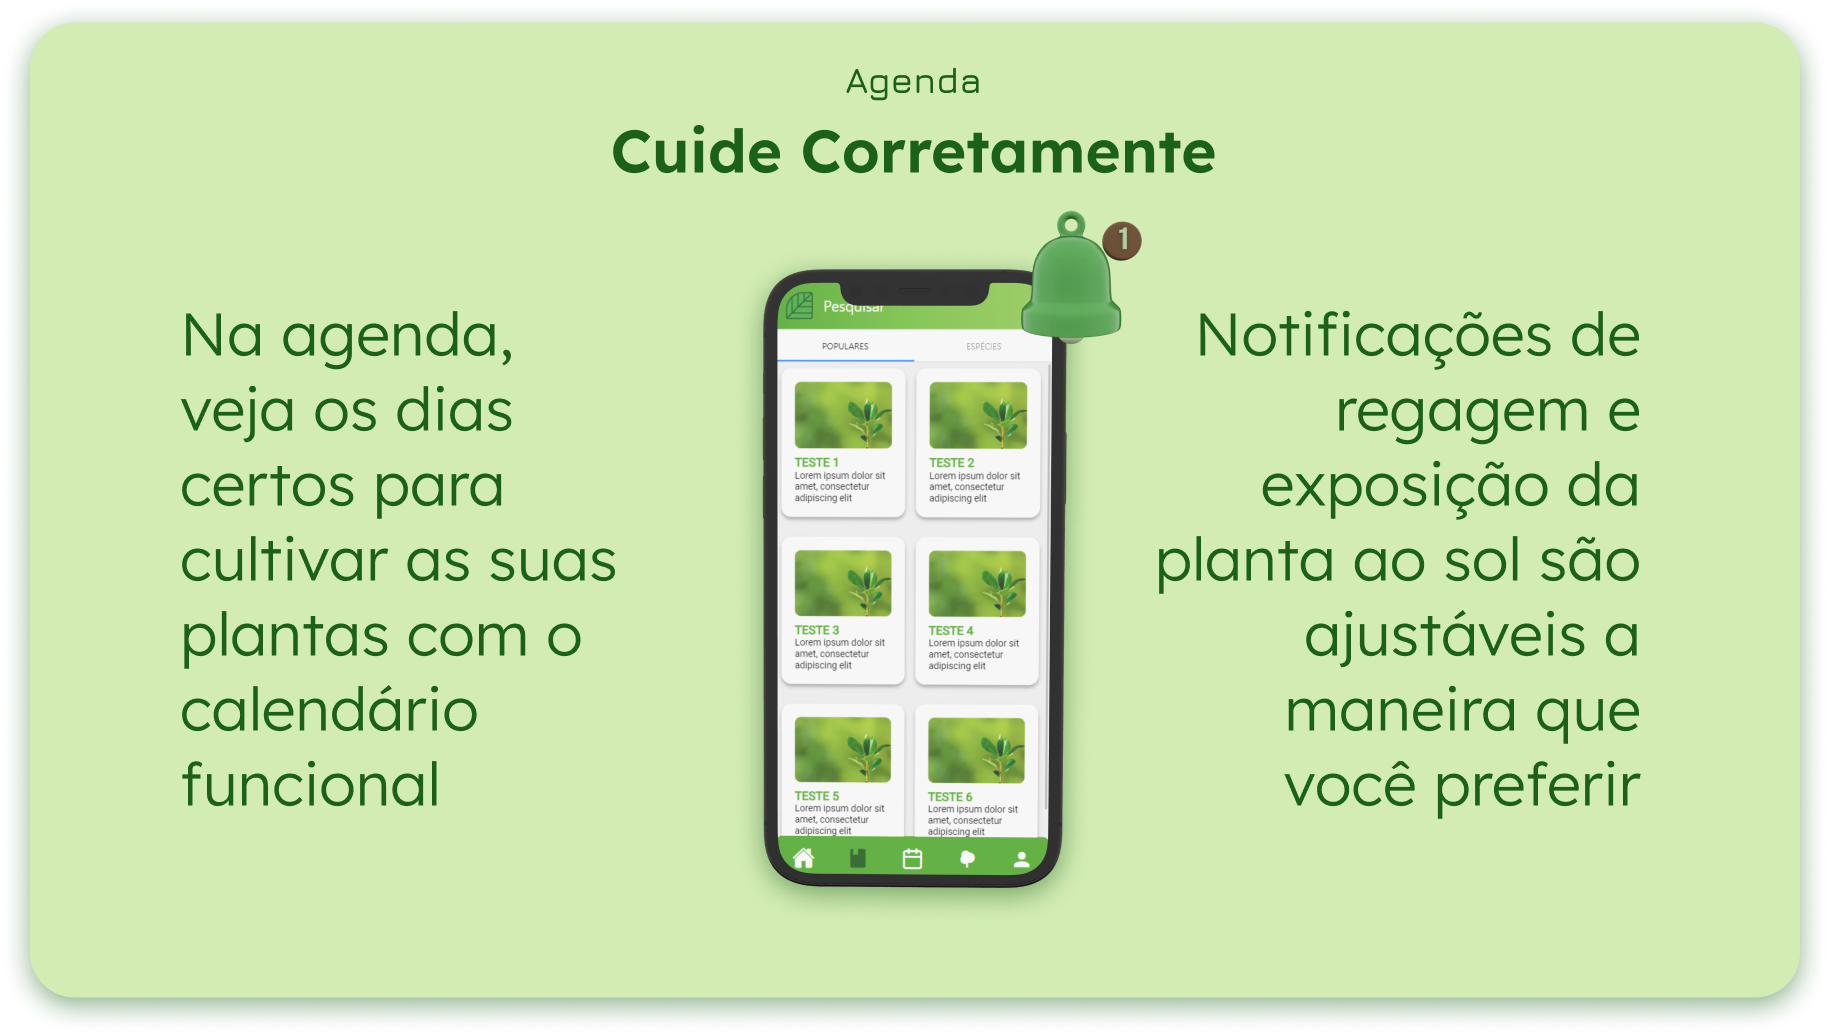 Agenda
Cuide Corretamente
1
Na agenda,
veja os dias
certos para
cultivar as suas
plantas com o
calendário
funcional
Pesquisar
POPULARES
ESPÉCIES
TESTE 1
Lorem ipsum dolor sit
amet, consectetur
adipiscing elit
TESTE 2
Lorem ipsum dolor sit
amet, consectetur
adipiscing elit
TESTE 3
Lorem ipsum dolor sit
amet, consectetur
adipiscing elit
TESTE 4
Lorem ipsum dolor sit
amet, consectetur
adipiscing elit
TESTE 5
Lorem ipsum dolor sit
amet, consectetur
adipiscing elit
TESTE 6
Lorem ipsum dolor sit
amet, consectetur
adipiscing elit
Notificações de
regagem e
exposição da
planta ao sol são
ajustáveis a
maneira que
você preferir